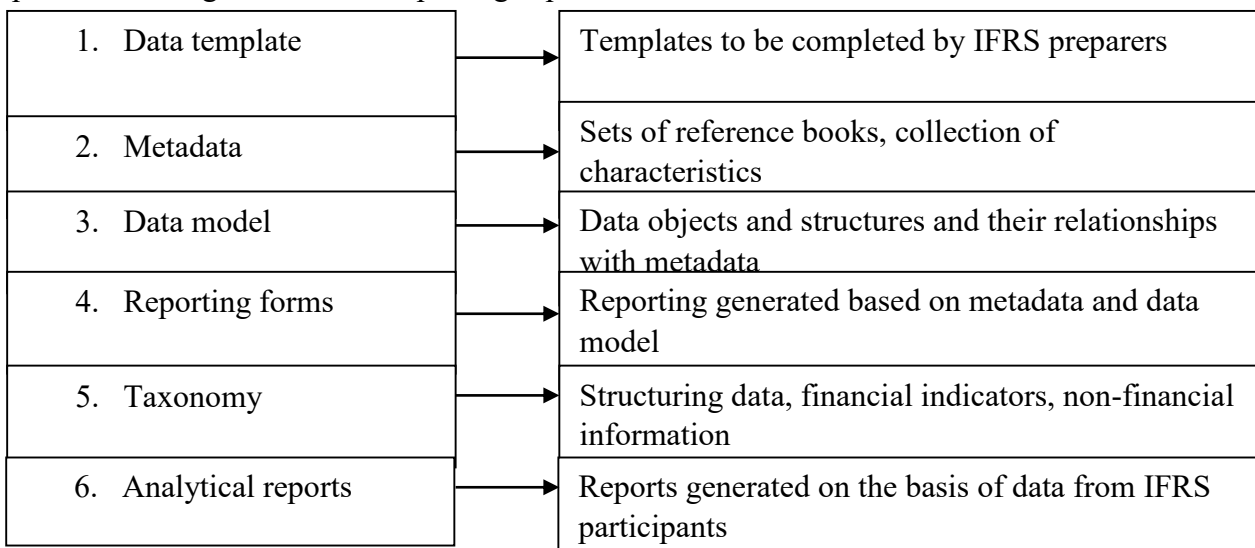 1. Data template
Templates to be completed by IFRS preparers
2. Metadata
Sets of reference books, collection of
characteristics
3. Data model
Data objects and structures and their relationships
with metadata
4. Reporting forms
Reporting generated based on metadata and data
model
5. Taxonomy
Structuring data, financial indicators, non-financial
information
6. Analytical reports
Reports generated on the basis of data from IFRS
participants